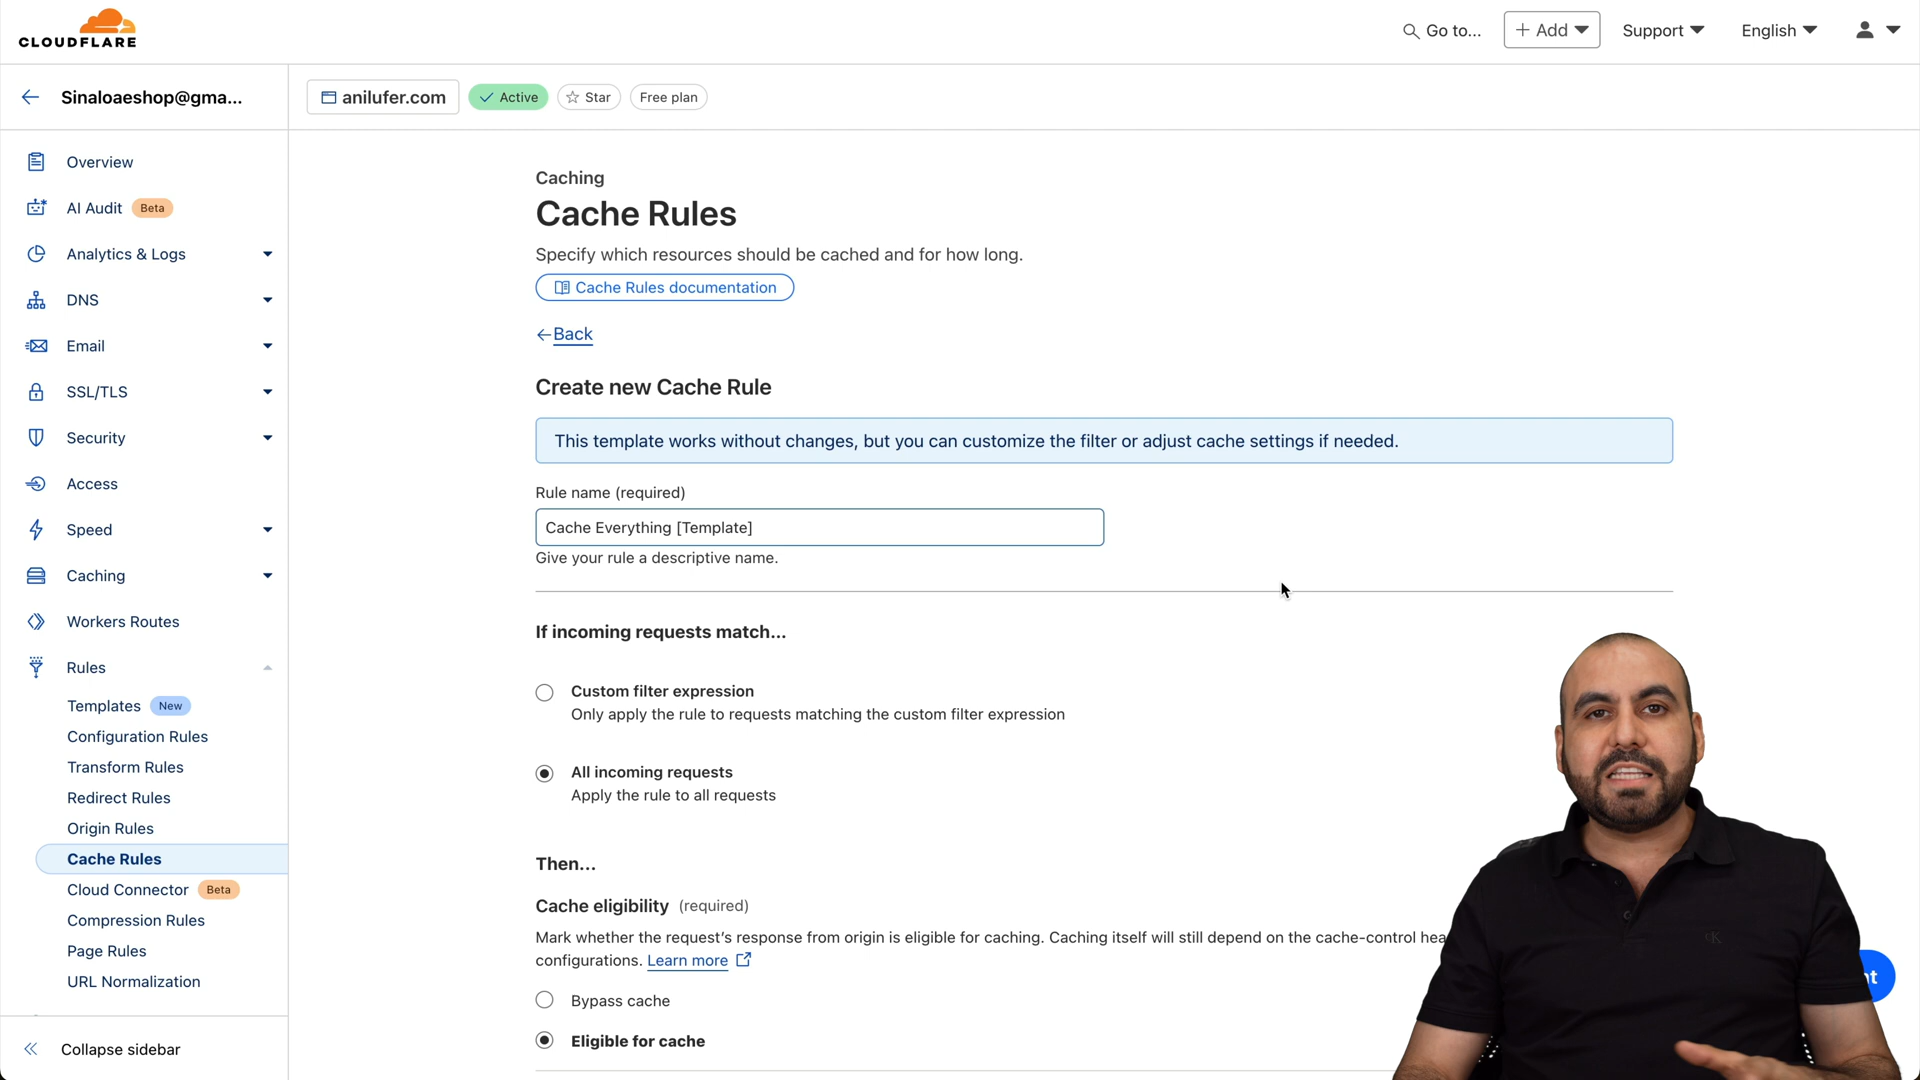 CLOUDFLARE
Go to...
+ Add
Support
English
Sinaloaeshop@gma...
anilufer.com
Active
Star
Free plan
Overview
AI Audit Beta
Analytics & Logs
DNS
Email
SSL/TLS
Security
Access
Speed
Caching
Workers Routes
Rules
Templates New
Configuration Rules
Transform Rules
Redirect Rules
Origin Rules
Cache Rules
Cloud Connector Beta
Compression Rules
Page Rules
URL Normalization
Collapse sidebar
Caching
Cache Rules
Specify which resources should be cached and for how long.
Cache Rules documentation
←Back
Create new Cache Rule
This template works without changes, but you can customize the filter or adjust cache settings if needed.
Rule name (required)
Cache Everything [Template]
Give your rule a descriptive name.
If incoming requests match...
Custom filter expression
Only apply the rule to requests matching the custom filter expression
All incoming requests
Apply the rule to all requests
Then...
Cache eligibility (required)
Mark whether the request's response from origin is eligible for caching. Caching itself will still depend on the cache-control hea
configurations. Learn more
Bypass cache
Eligible for cache